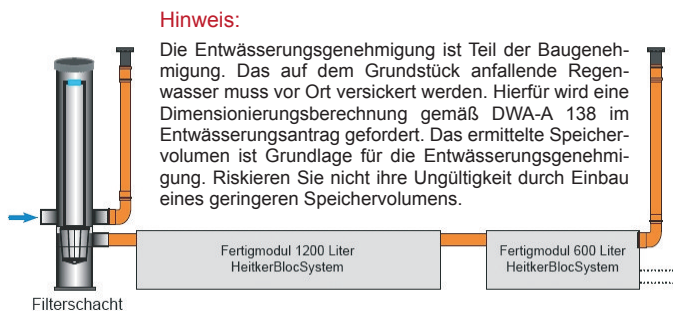 Hinweis:
Die Entwässerungsgenehmigung ist Teil der Baugeneh-
migung. Das auf dem Grundstück anfallende Regen-
wasser muss vor Ort versickert werden. Hierfür wird eine
Dimensionierungsberechnung gemäß DWA-A 138 im
Entwässerungsantrag gefordert. Das ermittelte Speicher-
volumen ist Grundlage für die Entwässerungsgenehmi-
gung. Riskieren Sie nicht ihre Ungültigkeit durch Einbau
eines geringeren Speichervolumens.
Fertigmodul 1200 Liter
HeitkerBlocSystem
Fertigmodul 600 Liter
HeitkerBlocSystem
Filterschacht